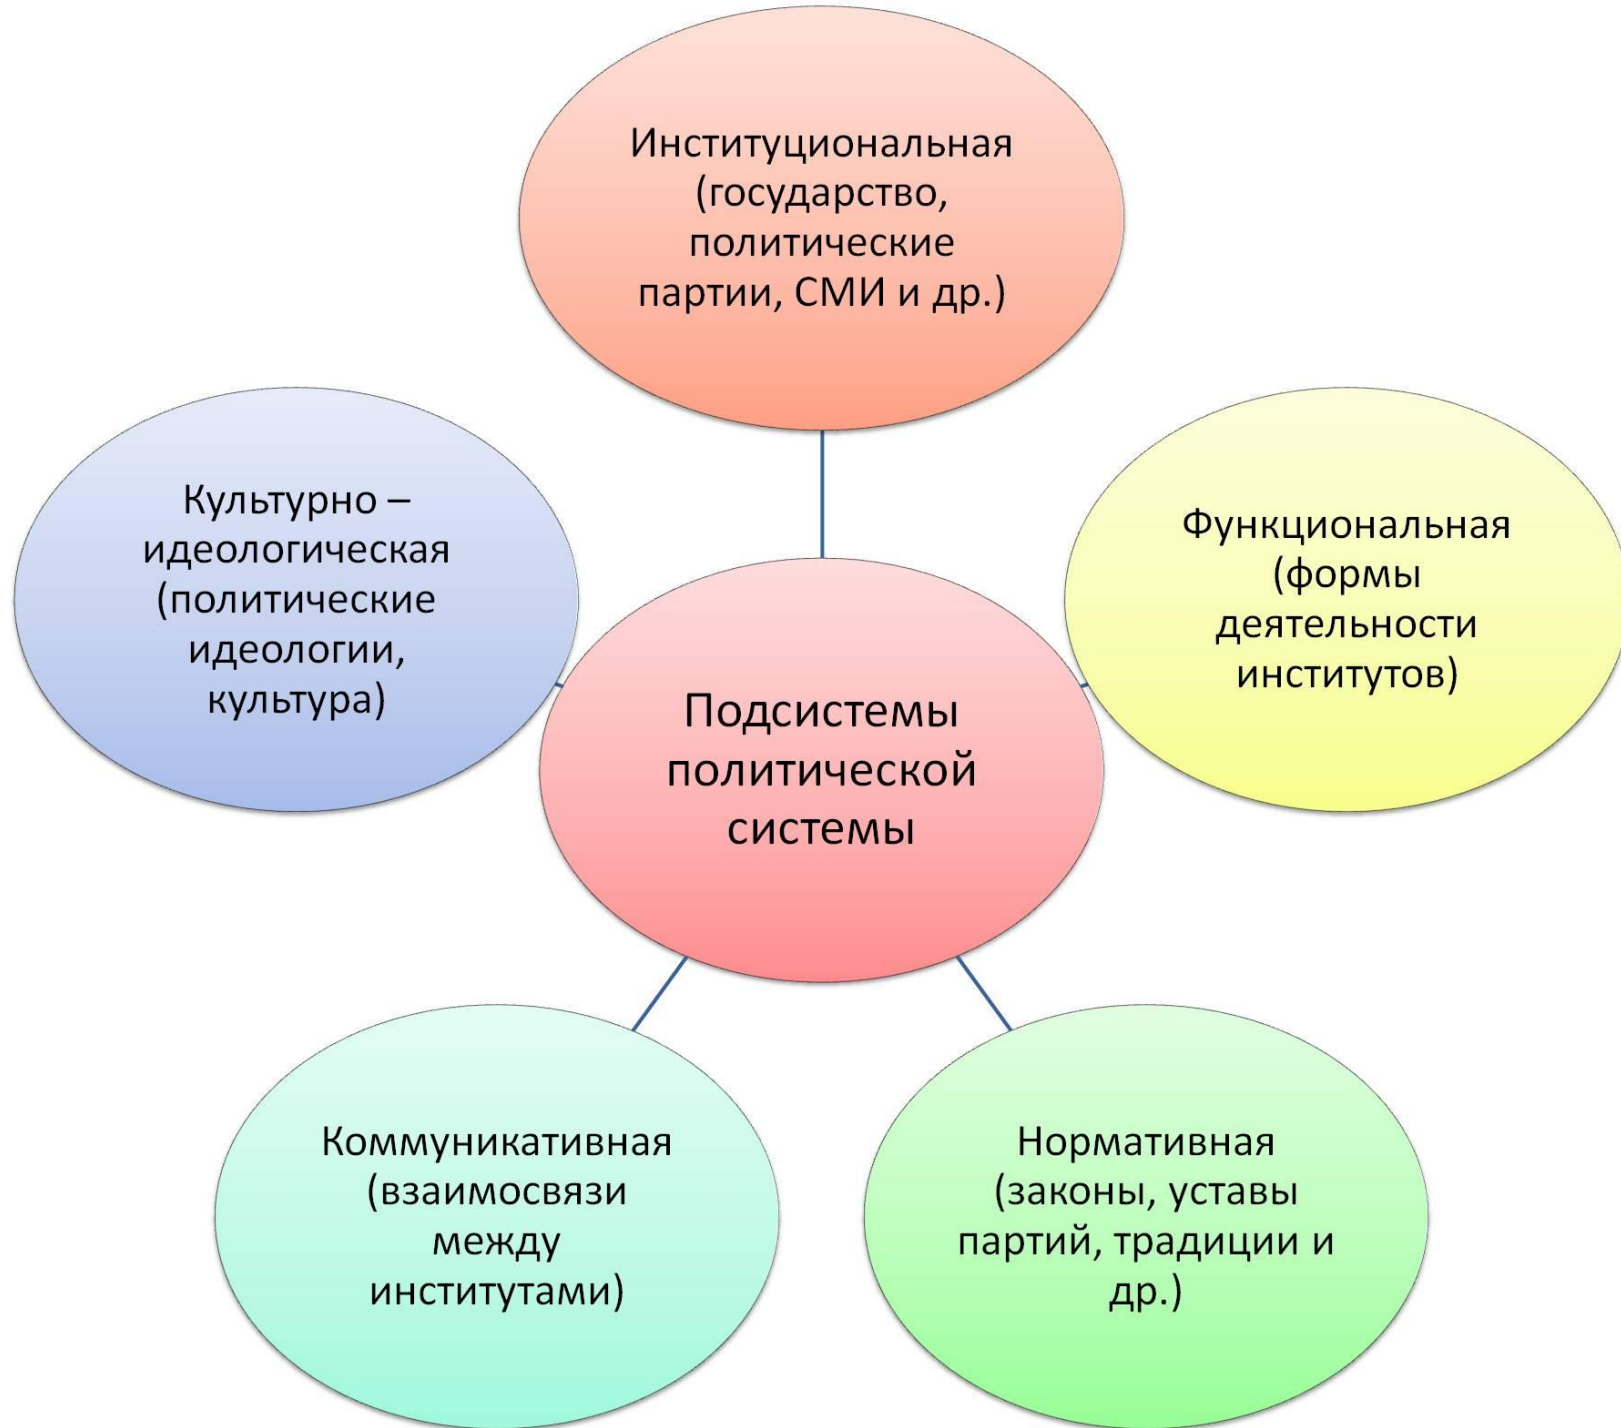 Институциональная
(государство,
политические
партии, СМИ и др.)
Культурно –
идеологическая
(политические
идеологии,
культура)
Функциональная
(формы
деятельности
институтов)
Подсистемы
политической
системы
Коммуникативная
(взаимосвязи
между
институтами)
Нормативная
(законы, уставы
партий, традиции и
др.)